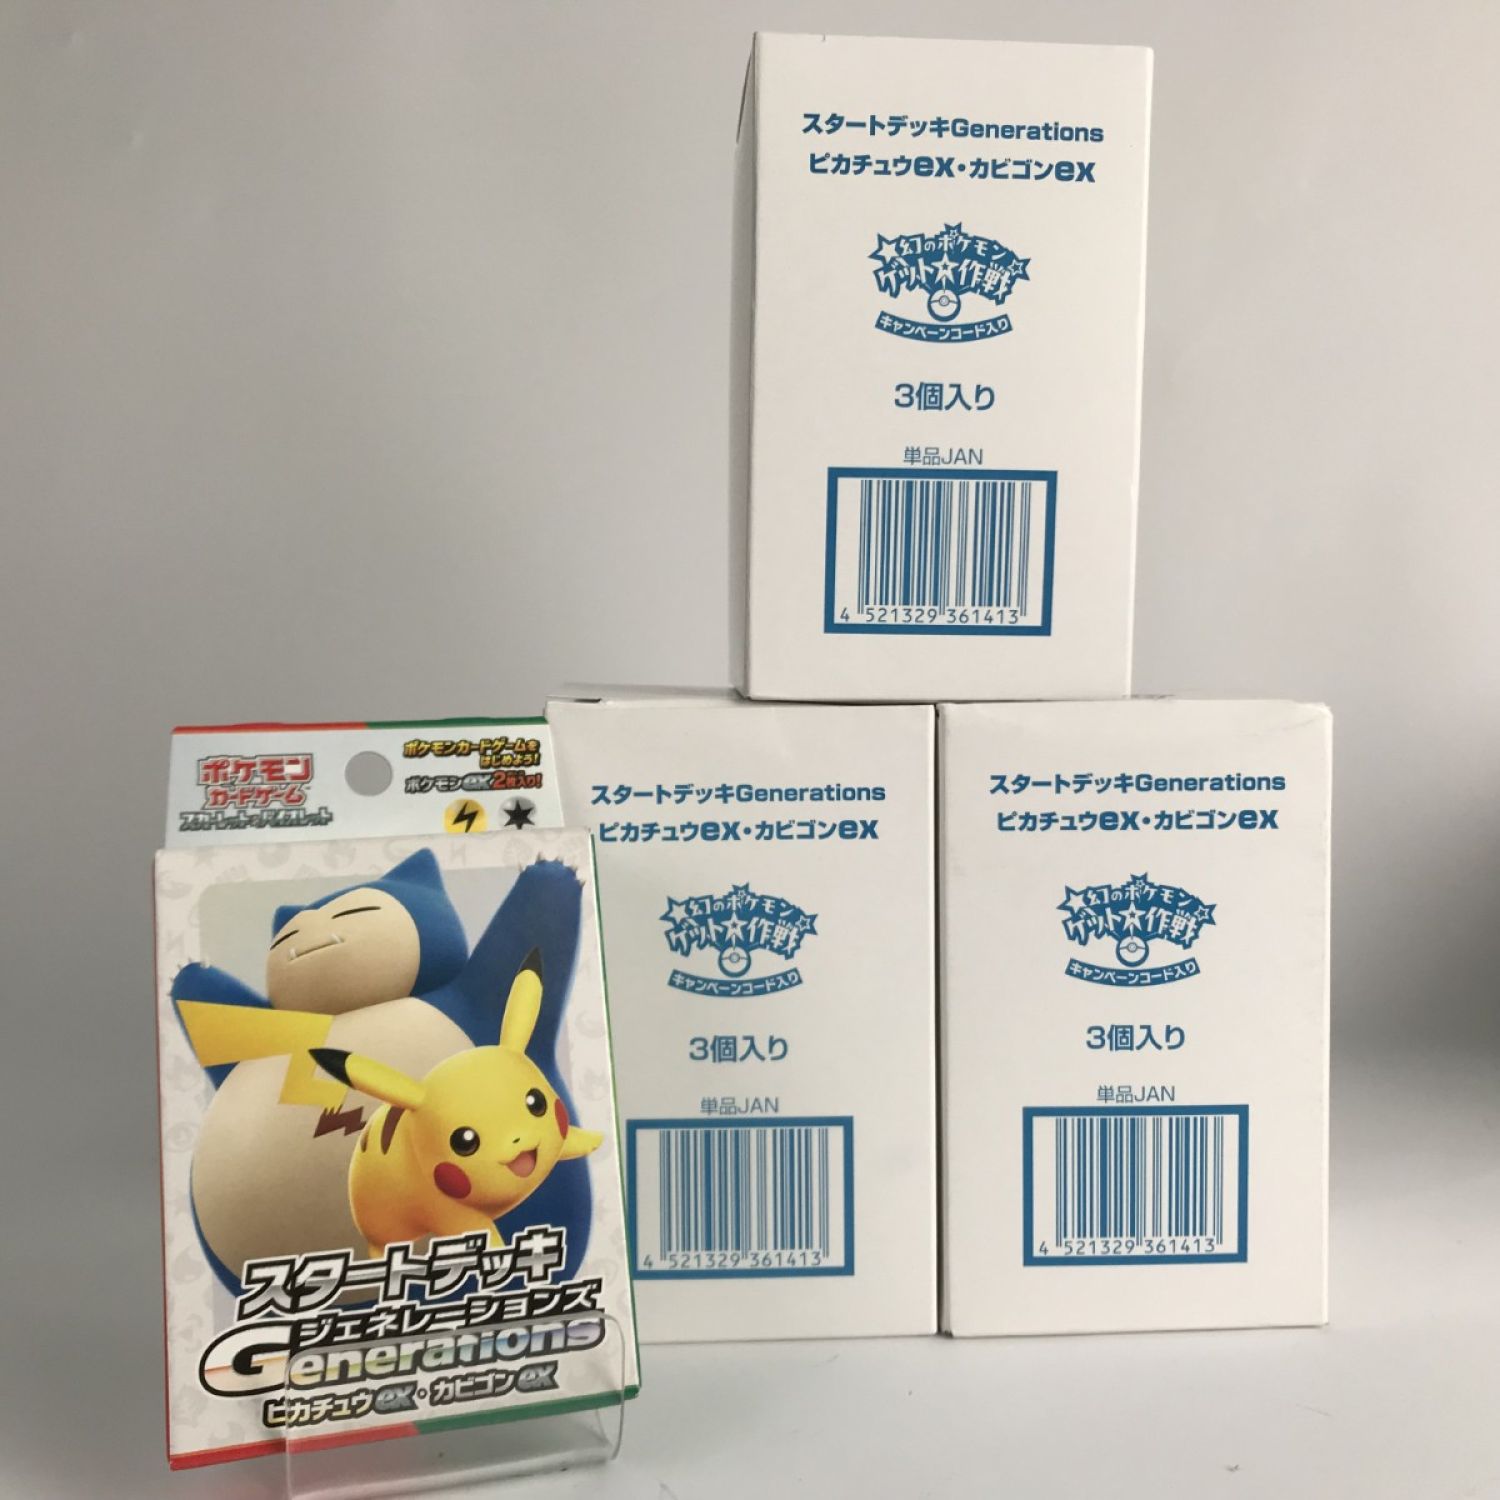 スタートデッキGenerations
ピカチュウex・カビゴンex
幻のポケモン
ゲット作戦
キャンペーンコード入り
3個入り
単品JAN
4 521329 361413
ポケモン
カードゲーム
スカーレット&バイオレット
ポケモンカードゲームを
はじめよう!
ポケモンex2枚入り!
スタートデッキ
ジェネレーションズ
Generations
ピカチュウex・カビゴンex
スタートデッキGenerations
ピカチュウex・カビゴンex
幻のポケモン
ゲット作戦
キャンペーンコード入り
3個入り
単品JAN
4 521329 361413
スタートデッキGenerations
ピカチュウex・カビゴンex
幻のポケモン
ゲット作戦
キャンペーンコード入り
3個入り
単品JAN
4 521329 361413